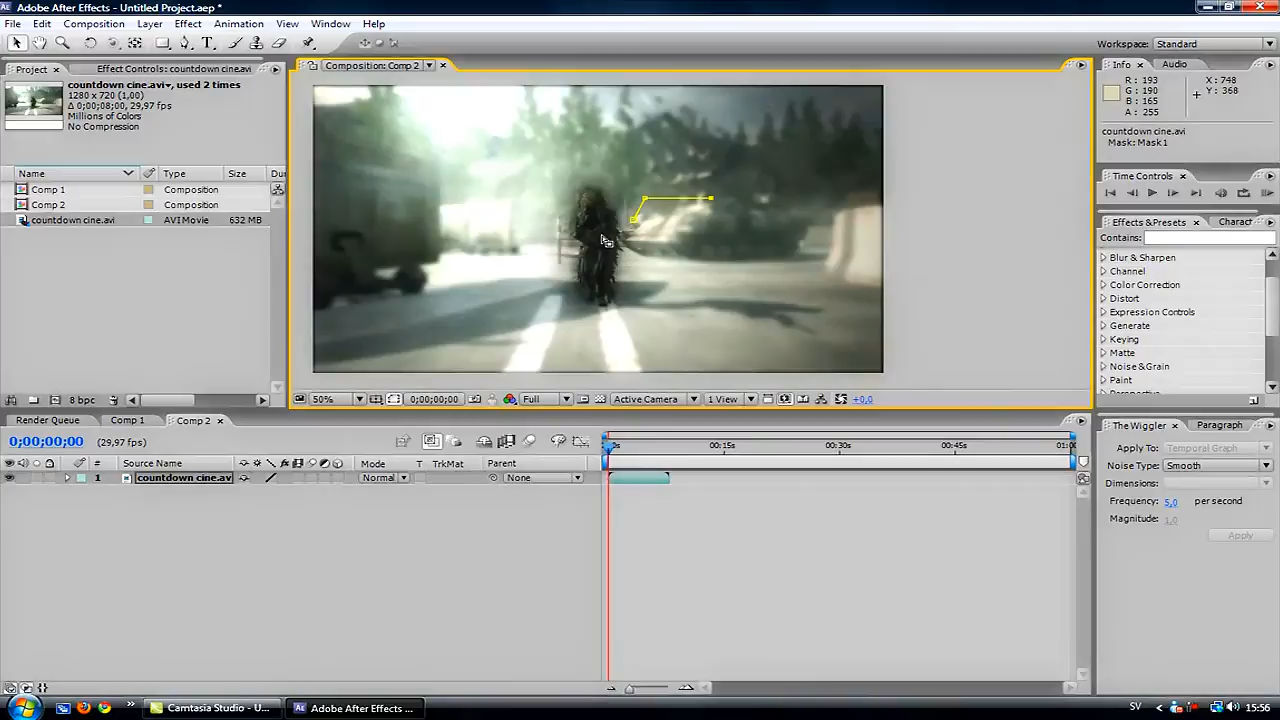 Adobe After Effects - Untitled Project.aep *
File Edit Composition Layer Effect Animation View Window Help
Workspace: Standard
Project Effect Controls: countdown cine.avi
countdown cine.avi, used 2 times
1280 x 720 (1,00)
Δ 0;00;08;00, 29,97 fps
Millions of Colors
No Compression
Name Type Size Du
Comp 1 Composition
Comp 2 Composition
countdown cine.avi AVI Movie 632 MB
8 bpc
Composition: Comp 2
50% 0;00;00;00 Full Active Camera 1 View +0,0
Info Audio
R: 193 X: 748
G: 190 Y: 368
B: 165
A: 255
countdown cine.avi
Mask: Mask 1
Time Controls
Effects & Presets Charact
Contains:
Blur & Sharpen
Channel
Color Correction
Distort
Expression Controls
Generate
Keying
Matte
Noise & Grain
Paint
Render Queue Comp 1 Comp 2
0;00;00;00 (29,97 fps)
00:15s 00:30s 00:45s 01:00
# Source Name Mode T TrkMat Parent
1 countdown cine.av Normal None
The Wiggler Paragraph
Apply To: Temporal Graph
Noise Type: Smooth
Dimensions:
Frequency: 5,0 per second
Magnitude: 1,0
Apply
Camtasia Studio - U... Adobe After Effects ... SV 15:56